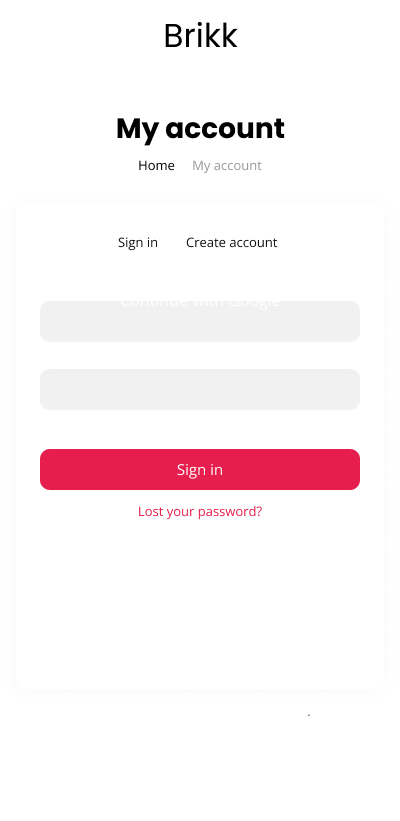 Brikk
My account
Home My account
Sign in Create account
Continue with Google
Sign in
Lost your password?